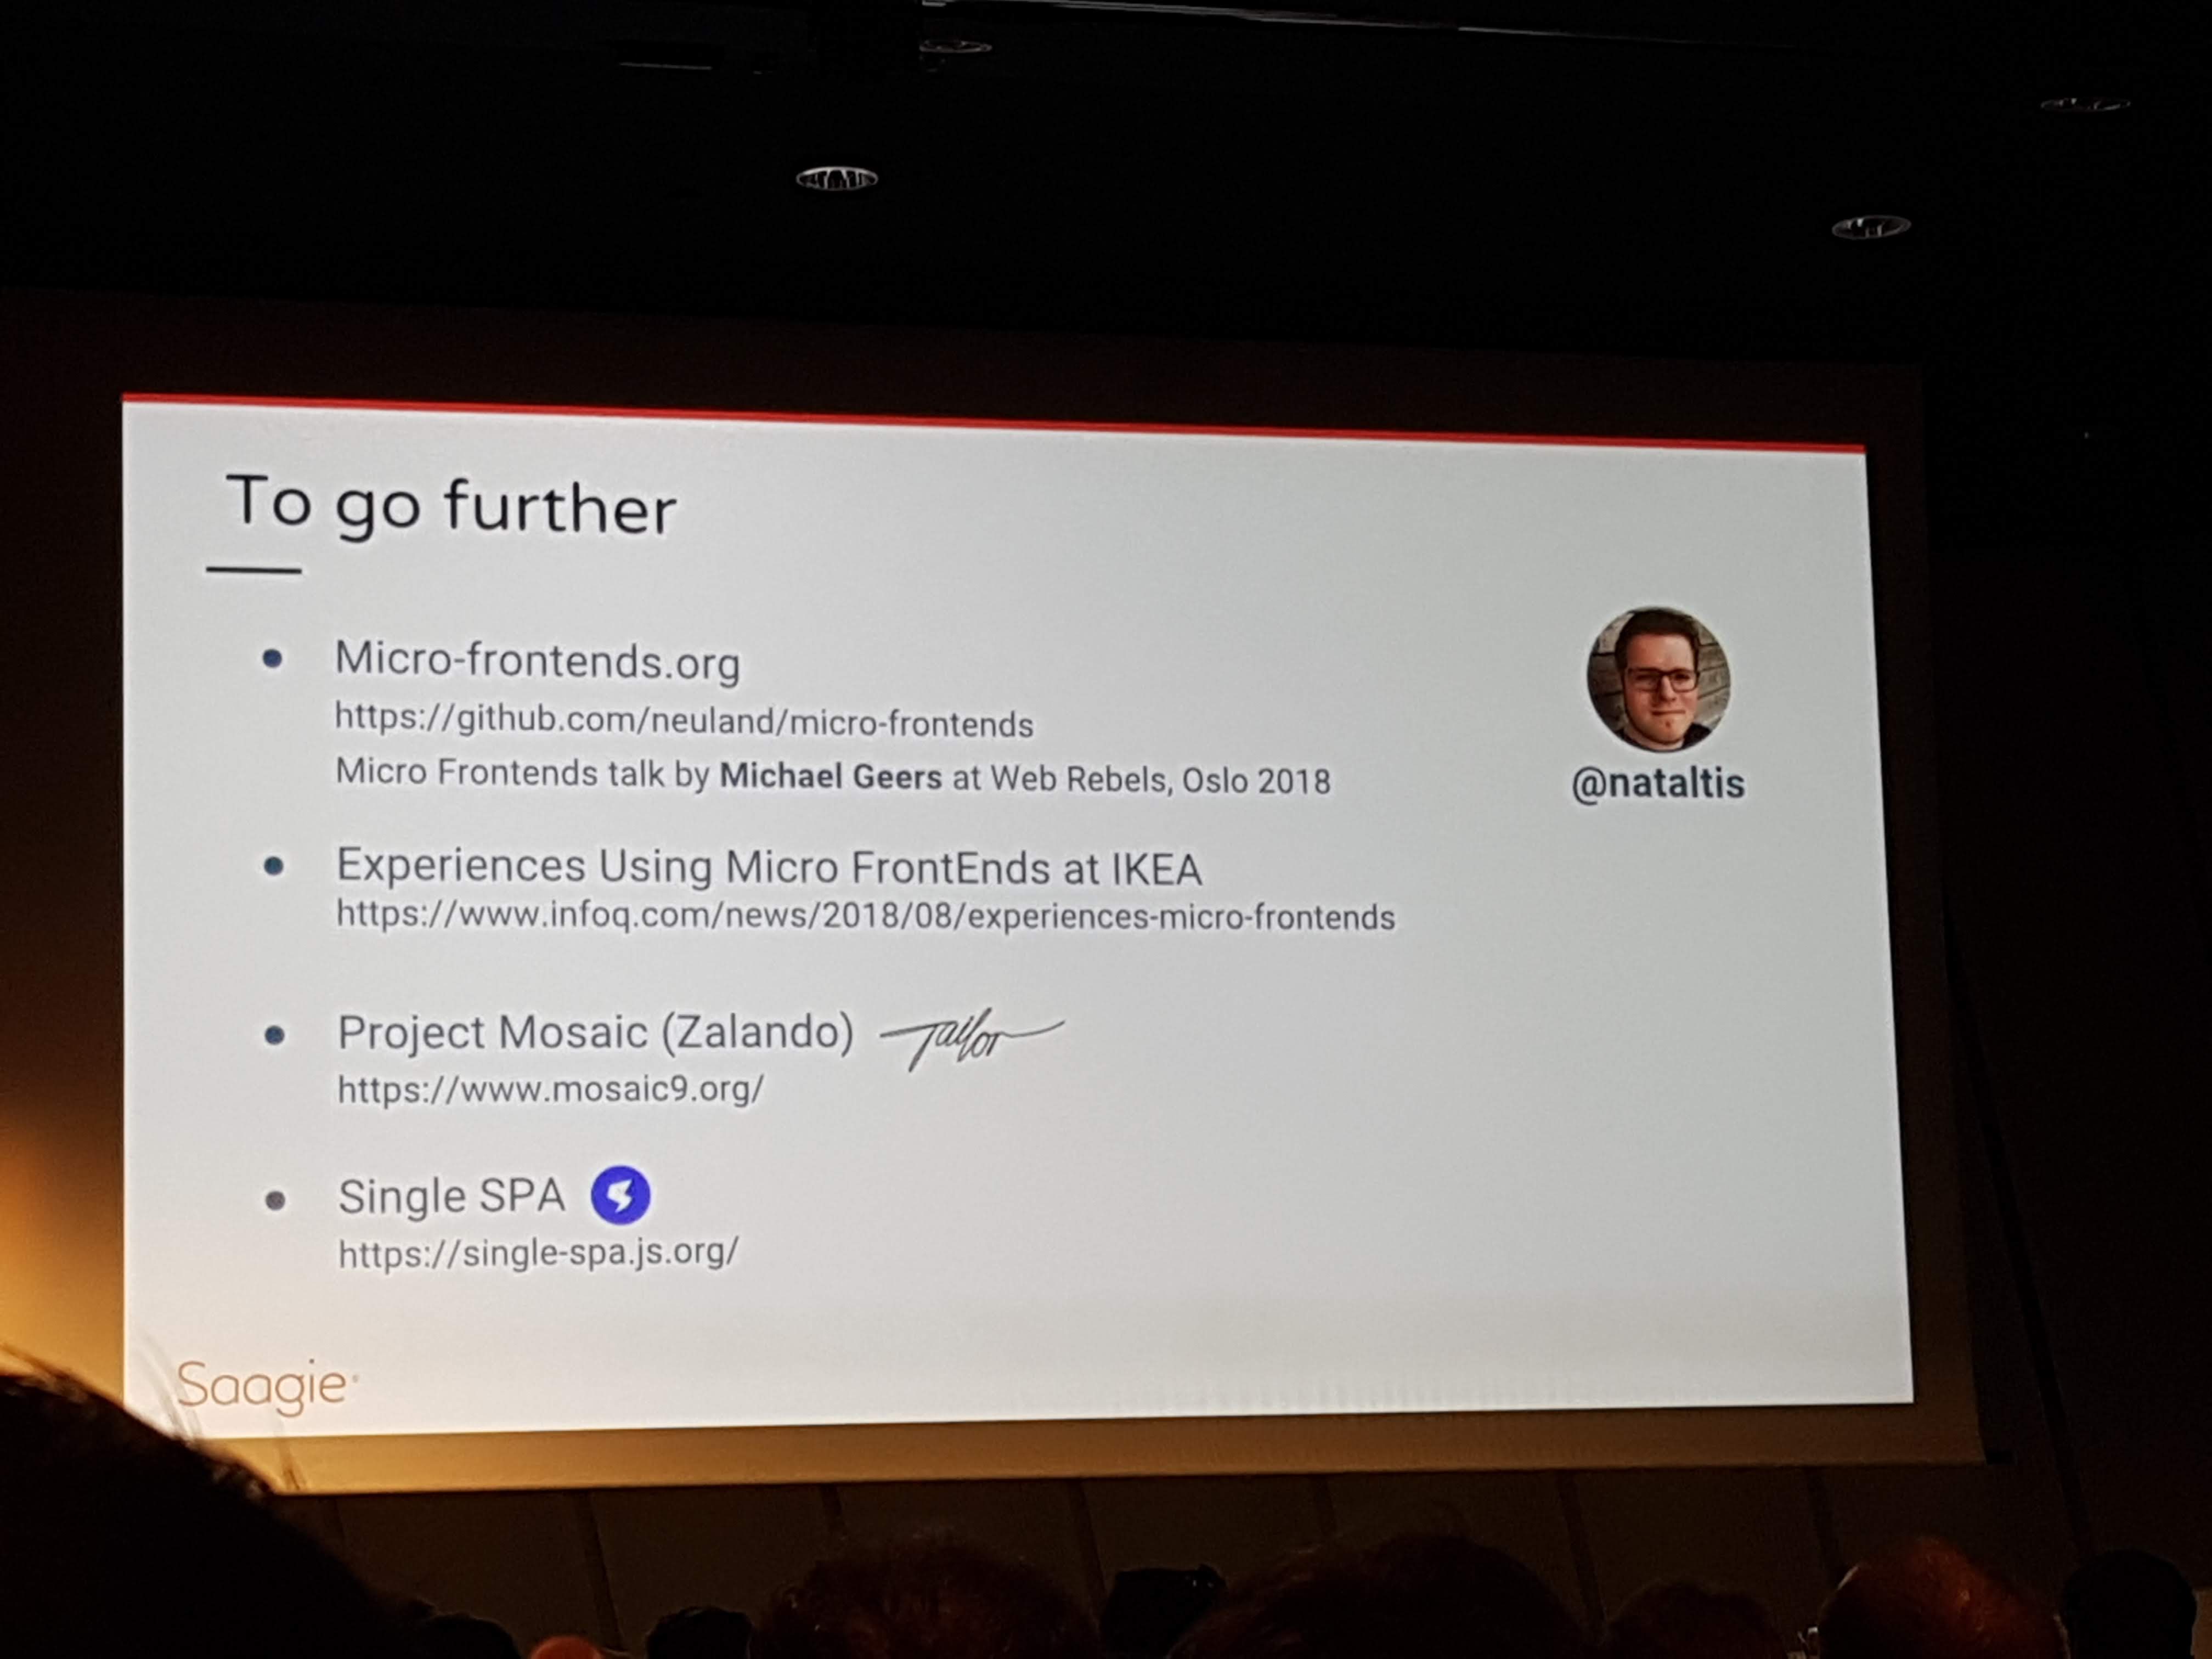 To go further
Micro-frontends.org
https://github.com/neuland/micro-frontends
Micro Frontends talk by Michael Geers at Web Rebels, Oslo 2018
@nataltis
Experiences Using Micro FrontEnds at IKEA
https://www.infoq.com/news/2018/08/experiences-micro-frontends
Project Mosaic (Zalando) Tailor
https://www.mosaic9.org/
Single SPA
https://single-spa.js.org/
Saagie